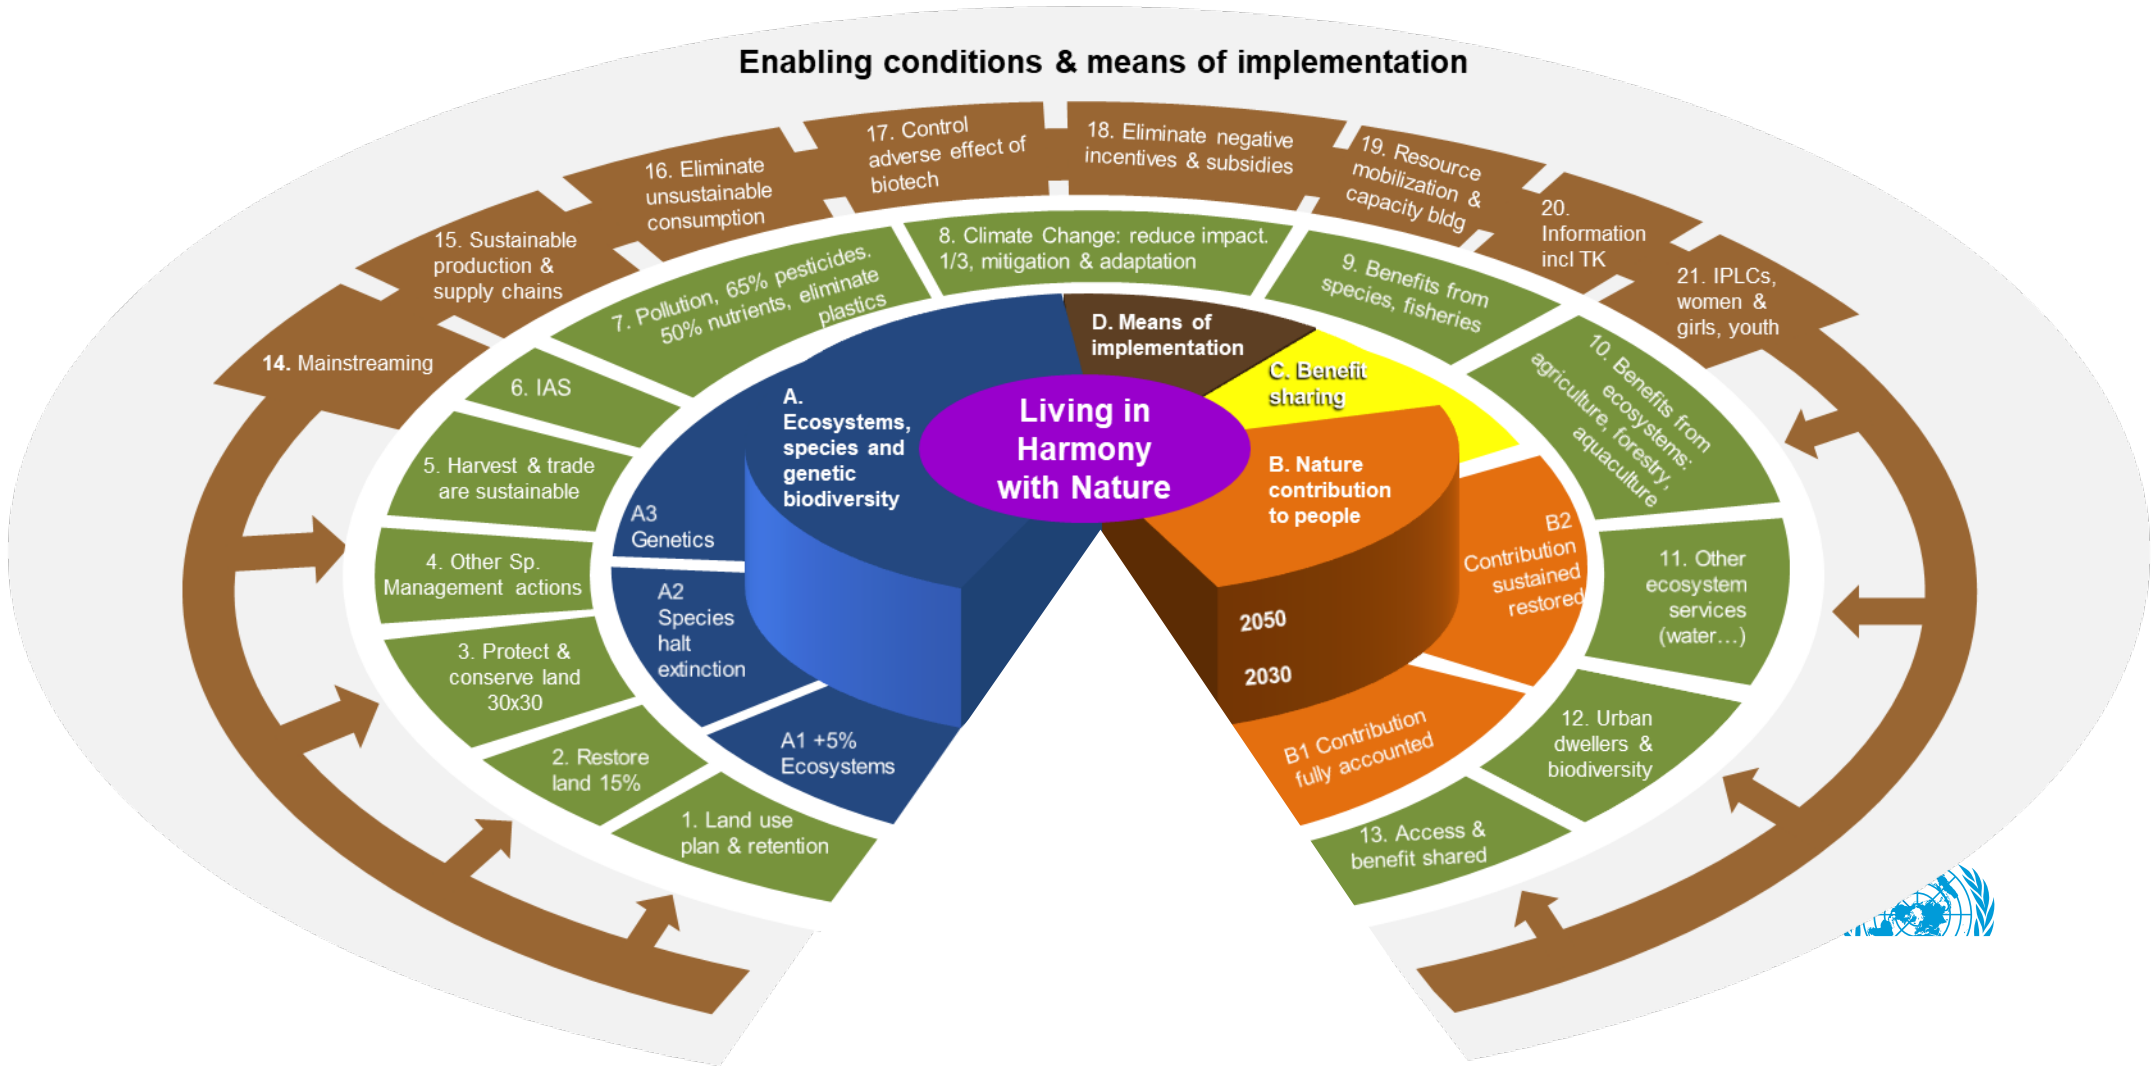 Enabling conditions & means of implementation
14. Mainstreaming
15. Sustainable
production &
supply chains
16. Eliminate
unsustainable
consumption
17. Control
adverse effect of
biotech
18. Eliminate negative
incentives & subsidies
19. Resource
mobilization &
capacity bldg
20.
Information
incl TK
21. IPLCs,
women &
girls, youth
1. Land use
plan & retention
2. Restore
land 15%
3. Protect &
conserve land
30x30
4. Other Sp.
Management actions
5. Harvest & trade
are sustainable
6. IAS
7. Pollution, 65% pesticides.
50% nutrients, eliminate
plastics
8. Climate Change: reduce impact.
1/3, mitigation & adaptation
9. Benefits from
species, fisheries
10. Benefits from
ecosystems:
agriculture, forestry,
aquaculture
11. Other
ecosystem
services
(water...)
12. Urban
dwellers &
biodiversity
13. Access &
benefit shared
A.
Ecosystems,
species and
genetic
biodiversity
A3
Genetics
A2
Species
halt
extinction
A1 +5%
Ecosystems
D. Means of
implementation
C. Benefit
sharing
B. Nature
contribution
to people
B2
Contribution
sustained
restored
B1 Contribution
fully accounted
2050
2030
Living in
Harmony
with Nature